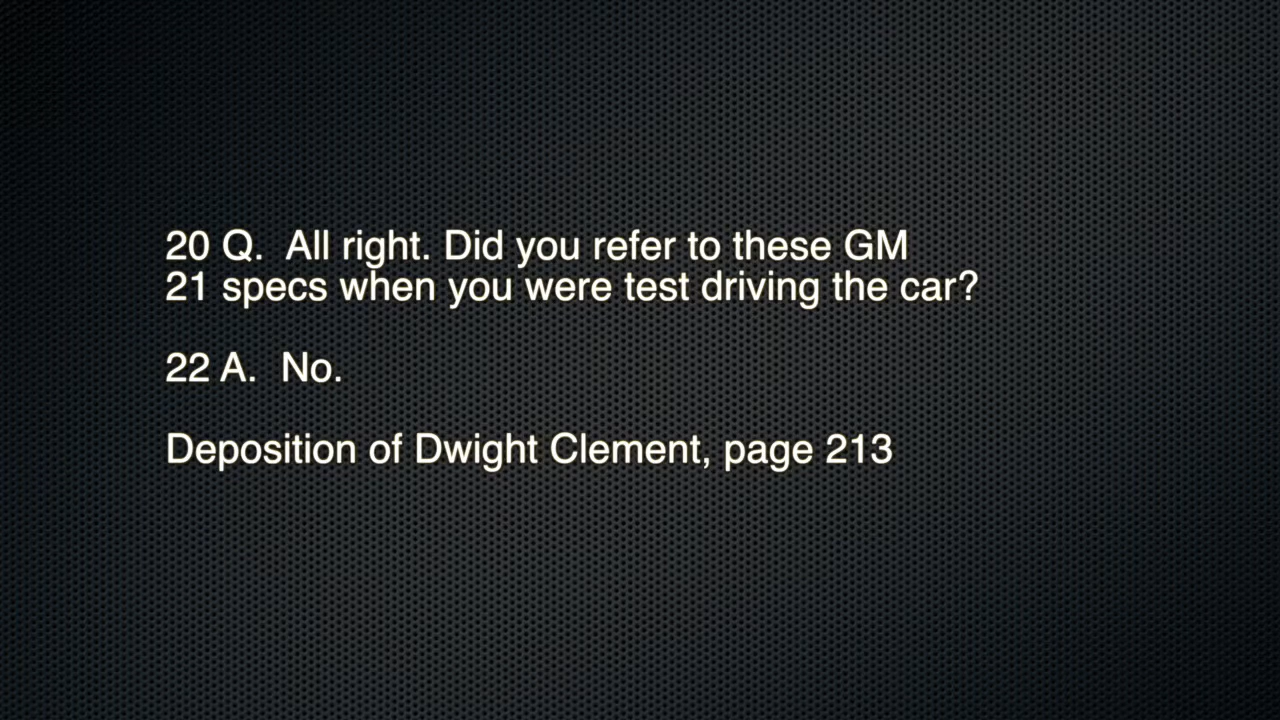 20 Q.  All right. Did you refer to these GM
21 specs when you were test driving the car?
22 A.  No.
Deposition of Dwight Clement, page 213